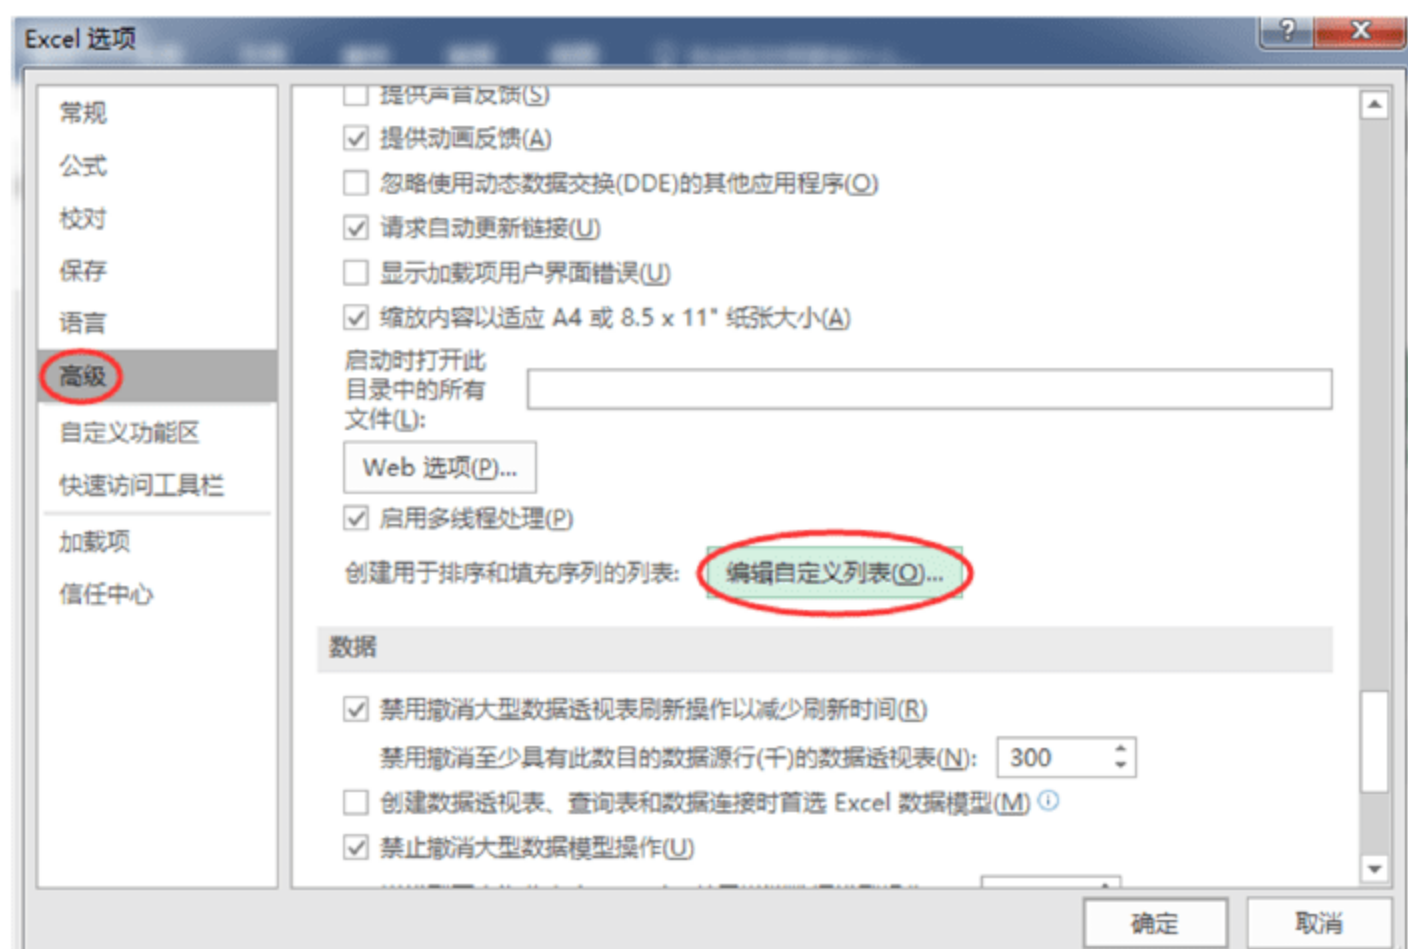 Excel 选项
?
X
常规
公式
校对
保存
语言
高级
自定义功能区
快速访问工具栏
加载项
信任中心
提供声音反馈(S)
提供动画反馈(A)
忽略使用动态数据交换(DDE)的其他应用程序(O)
请求自动更新链接(U)
显示加载项用户界面错误(U)
缩放内容以适应 A4 或 8.5 x 11" 纸张大小(A)
启动时打开此
目录中的所有
文件(L):
Web 选项(P)...
启用多线程处理(P)
创建用于排序和填充序列的列表: 编辑自定义列表(O)...
数据
禁用撤消大型数据透视表刷新操作以减少刷新时间(R)
禁用撤消至少具有此数目的数据源行(千)的数据透视表(N): 300
创建数据透视表、查询表和数据连接时首选 Excel 数据模型(M)
禁止撤消大型数据模型操作(U)
确定 取消